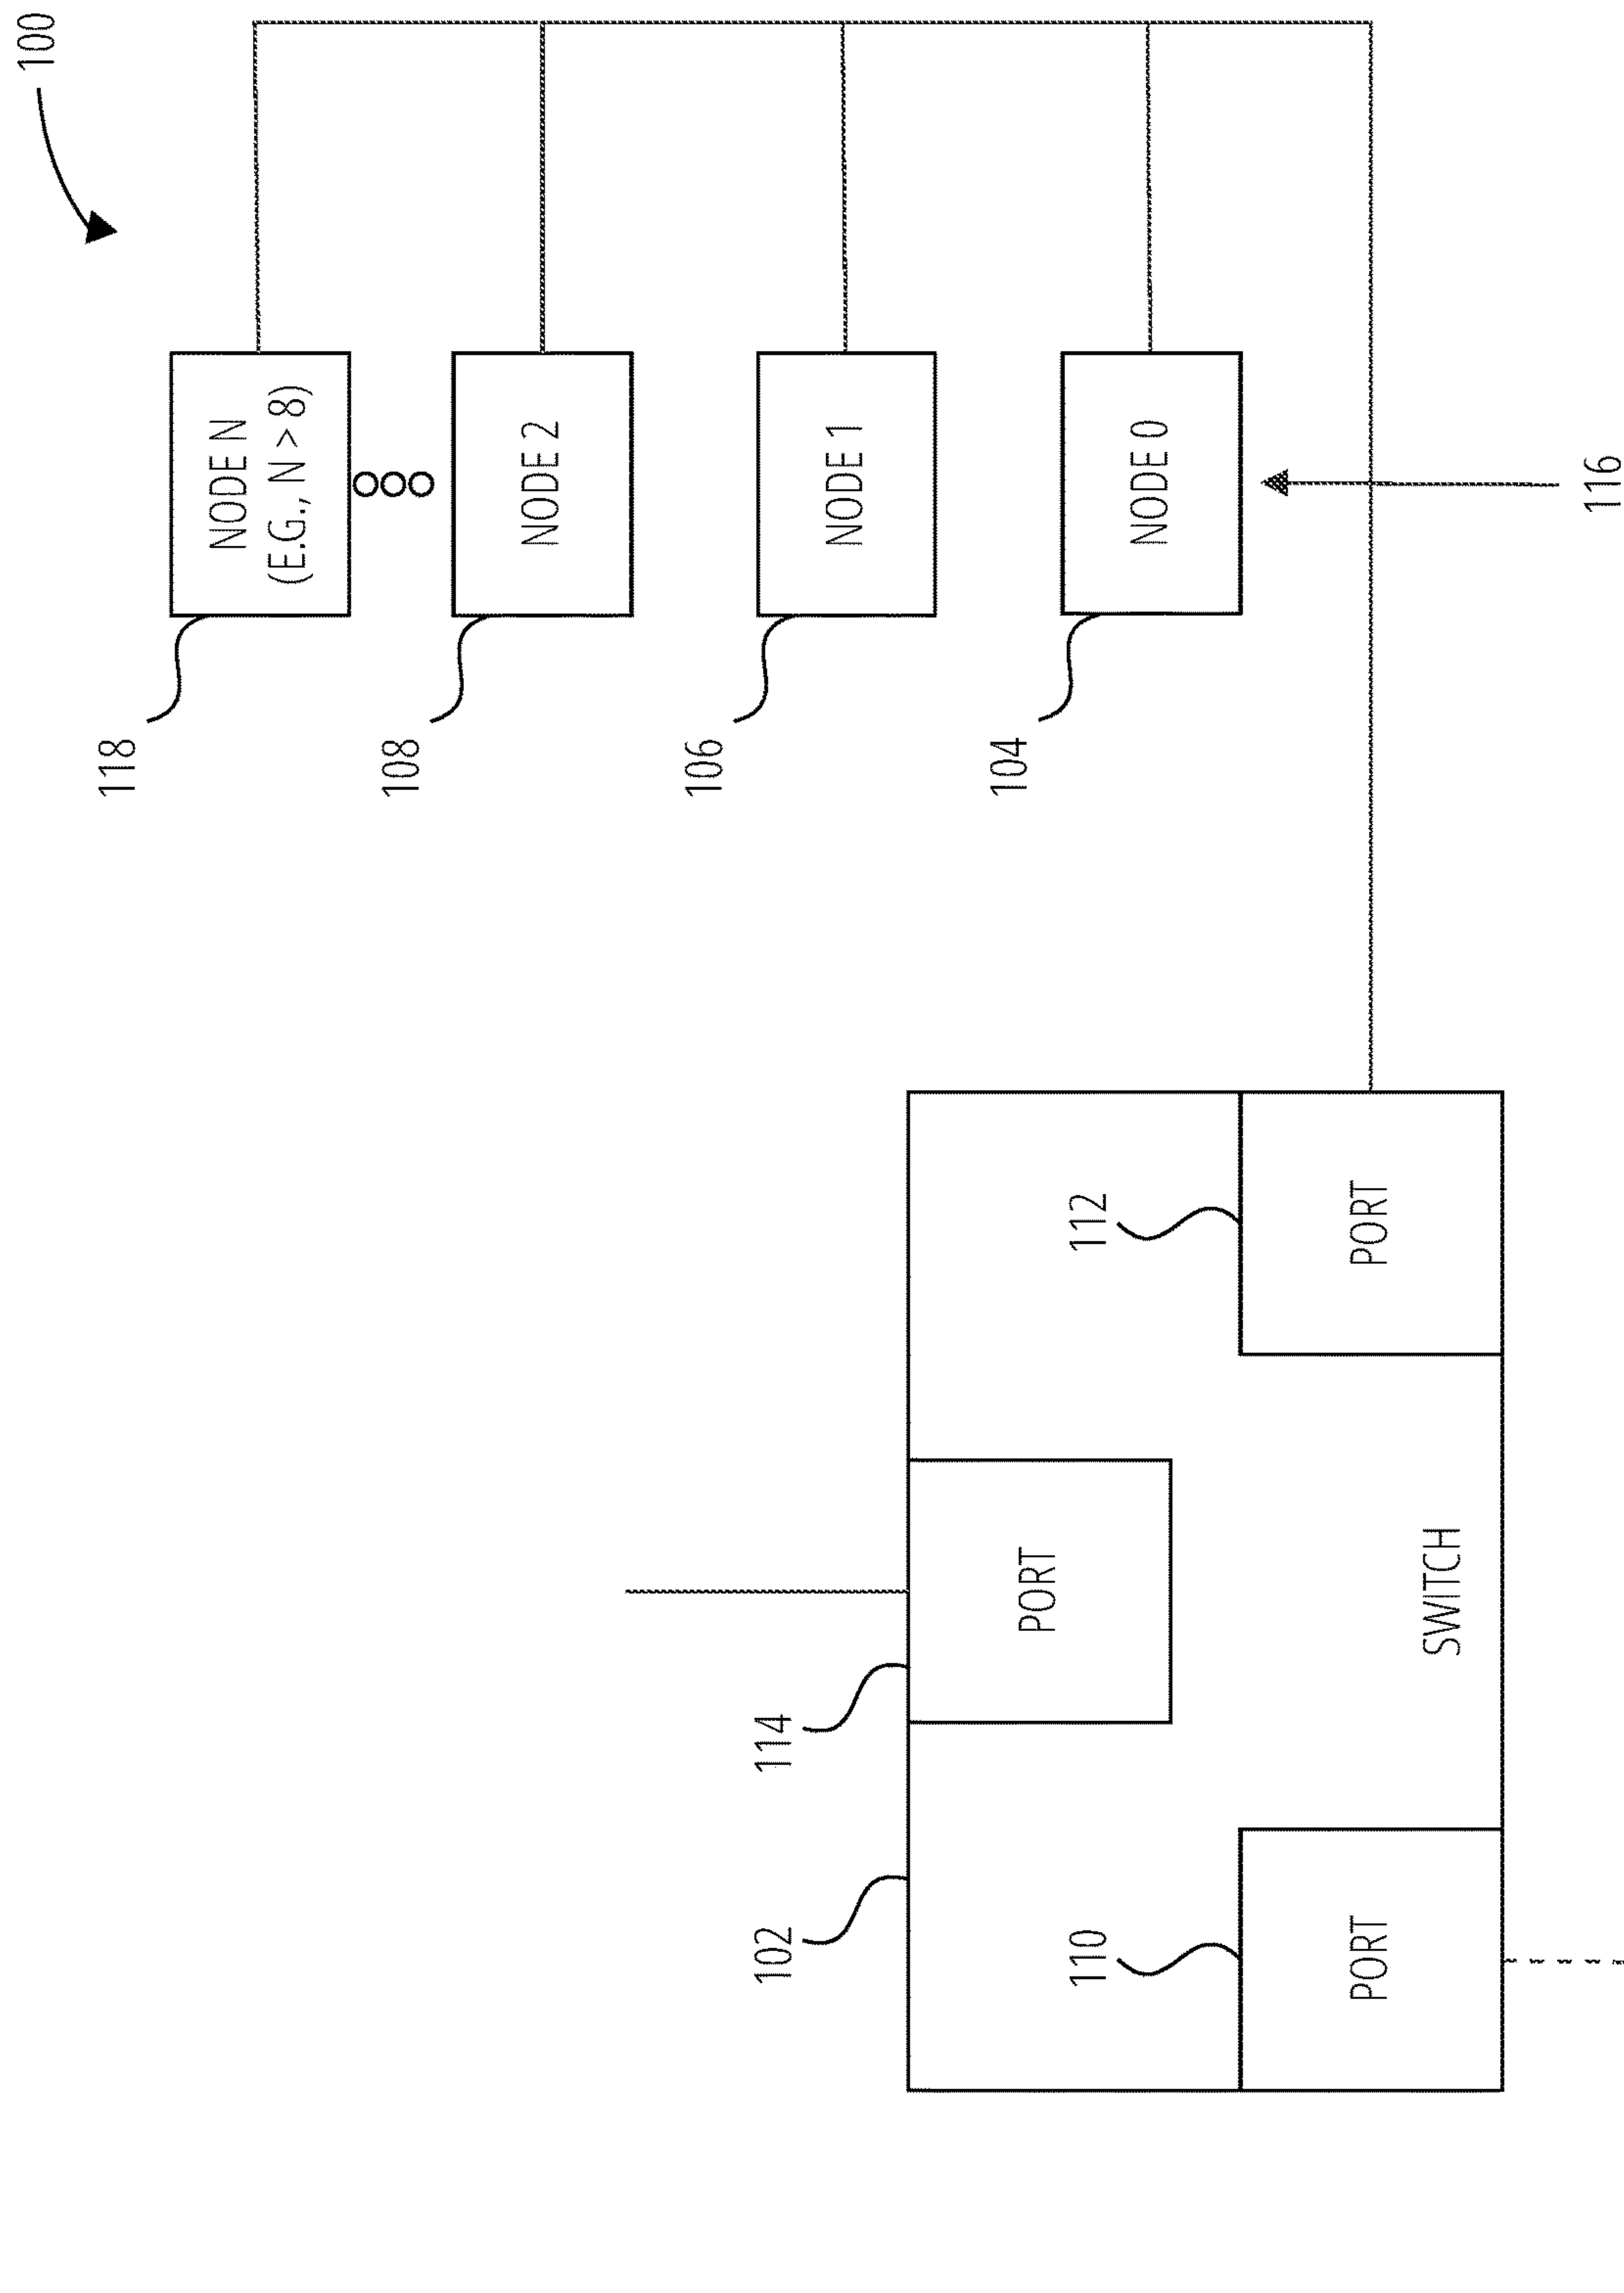 100
118
NODE N
(E.G., N > 8)
108
NODE 2
106
NODE 1
104
NODE 0
116
102
114
PORT
110
PORT
112
PORT
SWITCH